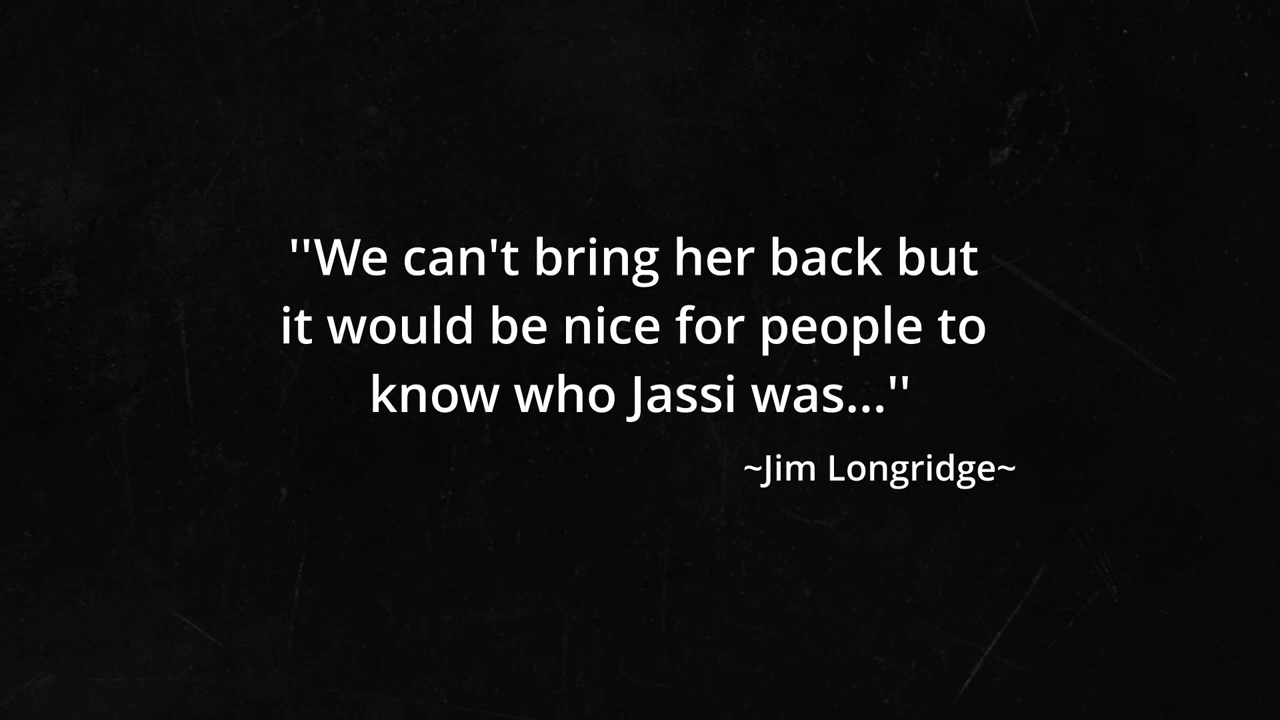 ''We can't bring her back but
it would be nice for people to
know who Jassi was...''
~Jim Longridge~